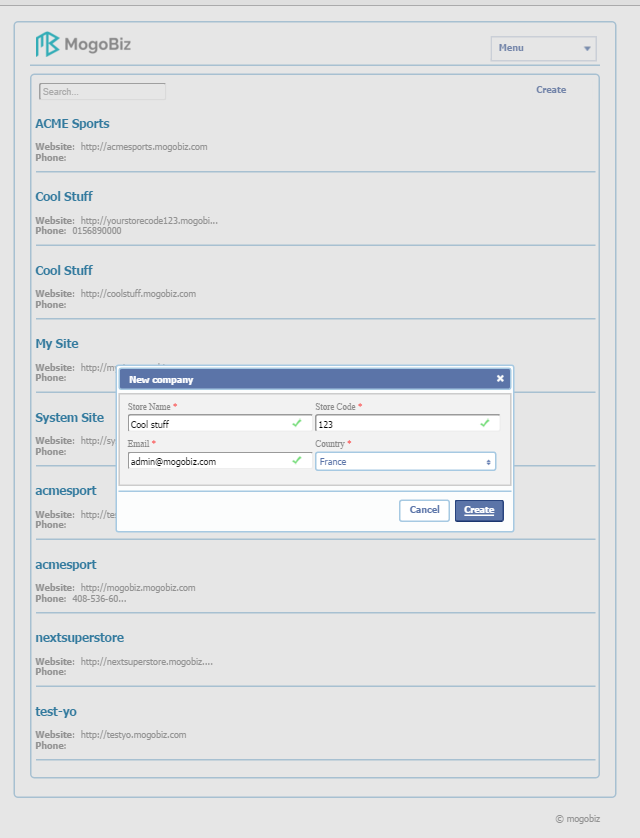 MogoBiz
Menu
Search...
Create
ACME Sports
Website: http://acmesports.mogobiz.com
Phone:
Cool Stuff
Website: http://yourstorecode123.mogobi...
Phone: 0156890000
Cool Stuff
Website: http://coolstuff.mogobiz.com
Phone:
My Site
Website: http://m
Phone:
New company
Store Name *
Store Code *
Cool stuff
123
Email *
Country *
admin@mogobiz.com
France
Cancel
Create
System Site
Website: http://sy
Phone:
acmesport
Website: http://te
Phone:
acmesport
Website: http://mogobiz.mogobiz.com
Phone: 408-536-60...
nextsuperstore
Website: http://nextsuperstore.mogobiz....
Phone:
test-yo
Website: http://testyo.mogobiz.com
Phone:
© mogobiz